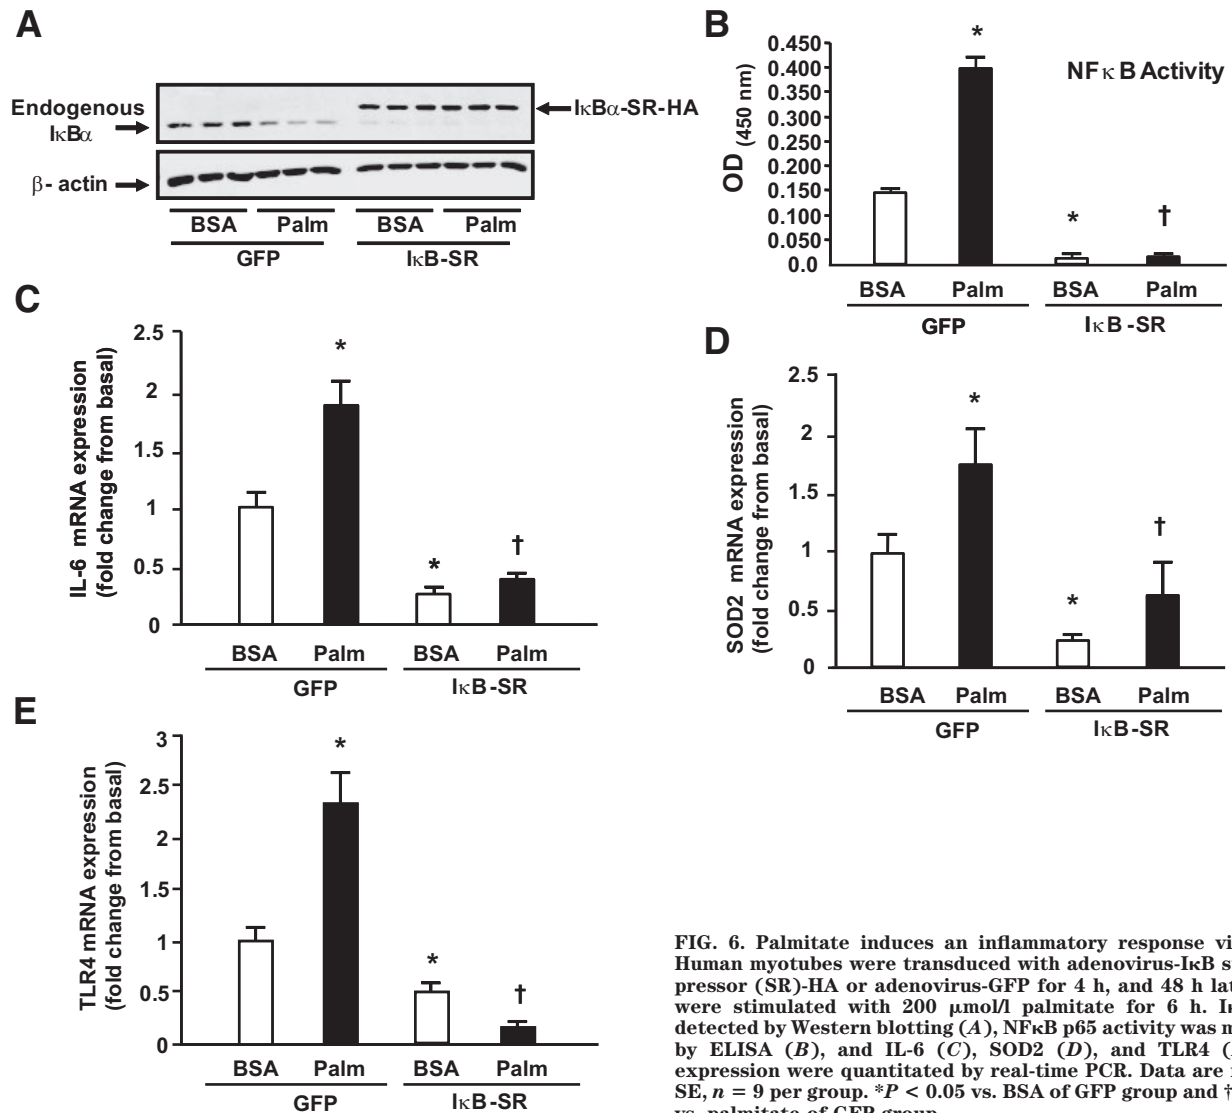 A
Endogenous
IκBα
IκBα-SR-HA
β- actin
BSA Palm BSA Palm
GFP IκB-SR
B
0.450
0.400
0.350
0.300
0.250
0.200
0.150
0.100
0.050
0.0
OD (450 nm)
NFκB Activity
*
*
†
BSA Palm BSA Palm
GFP IκB-SR
C
2.5
2
1.5
1
0.5
0
IL-6 mRNA expression
(fold change from basal)
*
*
†
BSA Palm BSA Palm
GFP IκB-SR
D
2.5
2
1.5
1
0.5
0
SOD2 mRNA expression
(fold change from basal)
*
*
†
BSA Palm BSA Palm
GFP IκB-SR
E
3
2.5
2
1.5
1
0.5
0
TLR4 mRNA expression
(fold change from basal)
*
*
†
BSA Palm BSA Palm
GFP IκB-SR
FIG. 6. Palmitate induces an inflammatory response vi
Human myotubes were transduced with adenovirus-IκB s
pressor (SR)-HA or adenovirus-GFP for 4 h, and 48 h lat
were stimulated with 200 μmol/l palmitate for 6 h. Iκ
detected by Western blotting (A), NFκB p65 activity was m
by ELISA (B), and IL-6 (C), SOD2 (D), and TLR4 (
expression were quantitated by real-time PCR. Data are
SE, n = 9 per group. *P < 0.05 vs. BSA of GFP group and †
vs. palmitate of GFP group.